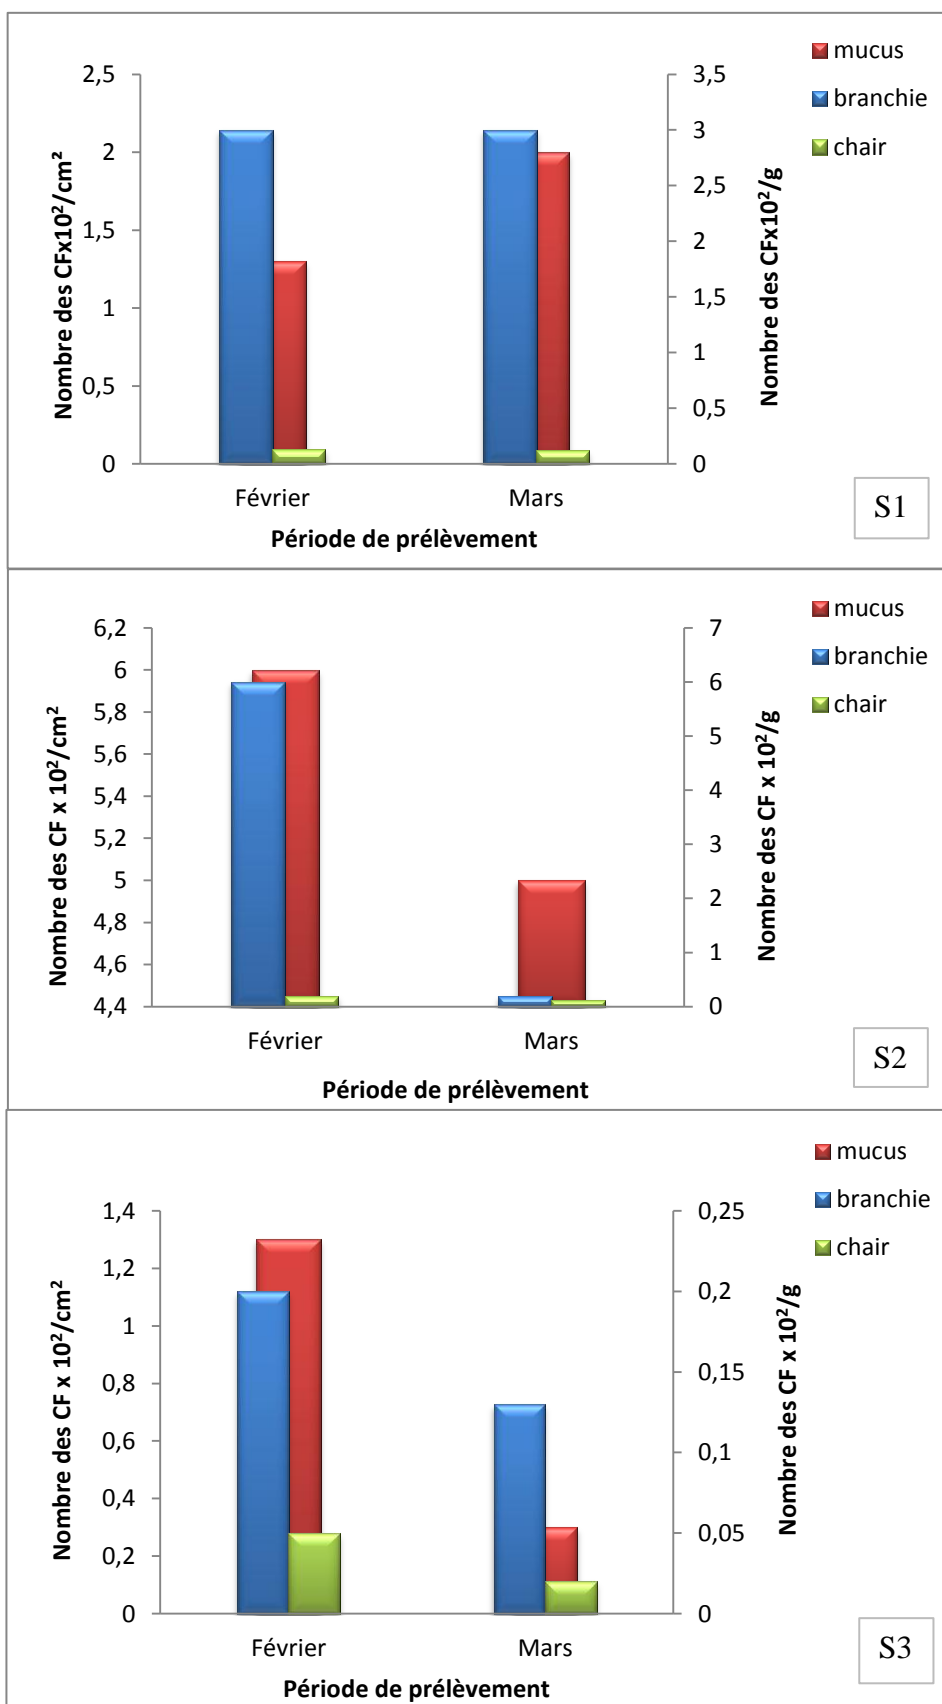 mucus
branchie
chair
Nombre des CFx10²/cm²
2,5
2
1,5
1
0,5
0
Nombre des CFx10²/g
3,5
3
2,5
2
1,5
1
0,5
0
Février
Mars
Période de prélèvement
S1
mucus
branchie
chair
Nombre des CF x 10²/cm²
6,2
6
5,8
5,6
5,4
5,2
5
4,8
4,6
4,4
Nombre des CF x 10²/g
7
6
5
4
3
2
1
0
Février
Mars
Période de prélèvement
S2
mucus
branchie
chair
Nombre des CF x 10²/cm²
1,4
1,2
1
0,8
0,6
0,4
0,2
0
Nombre des CF x 10²/g
0,25
0,2
0,15
0,1
0,05
0
Février
Mars
Période de prélèvement
S3